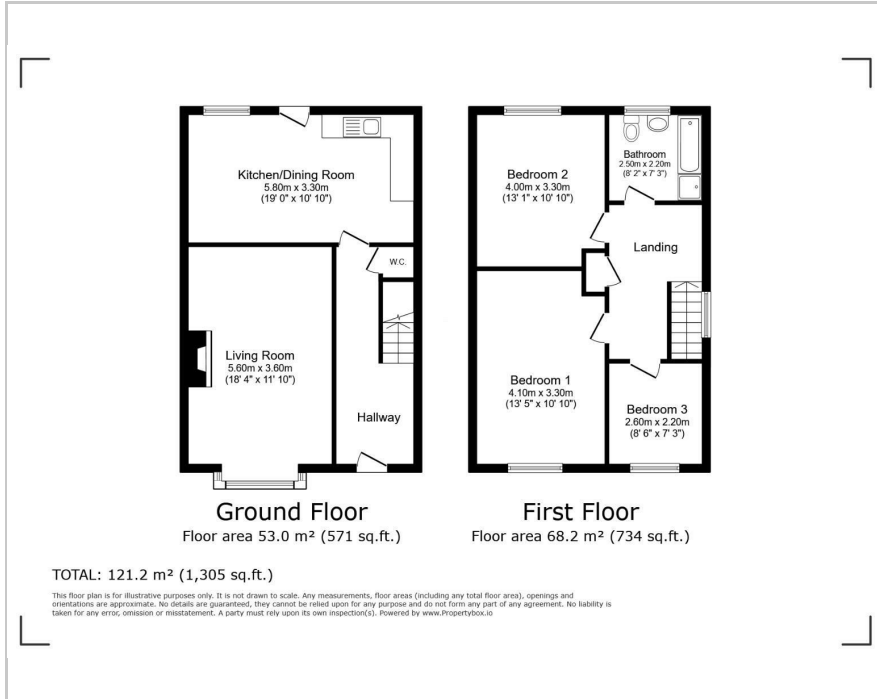 Kitchen/Dining Room
5.80m x 3.30m
(19' 0" x 10' 10")
W.C.
Living Room
5.60m x 3.60m
(18' 4" x 11' 10")
Hallway
Ground Floor
Floor area 53.0 m² (571 sq.ft.)
Bedroom 2
4.00m x 3.30m
(13' 1" x 10' 10")
Bathroom
2.50m x 2.20m
(8' 2" x 7' 3")
Landing
Bedroom 1
4.10m x 3.30m
(13' 5" x 10' 10")
Bedroom 3
2.60m x 2.20m
(8' 6" x 7' 3")
First Floor
Floor area 68.2 m² (734 sq.ft.)
TOTAL: 121.2 m² (1,305 sq.ft.)
This floor plan is for illustrative purposes only. It is not drawn to scale. Any measurements, floor areas (including any total floor area), openings and
orientations are approximate. No details are guaranteed, they cannot be relied upon for any purpose and do not form any part of any agreement. No liability is
taken for any error, omission or misstatement. A party must rely upon its own inspection(s). Powered by www.Propertybox.io